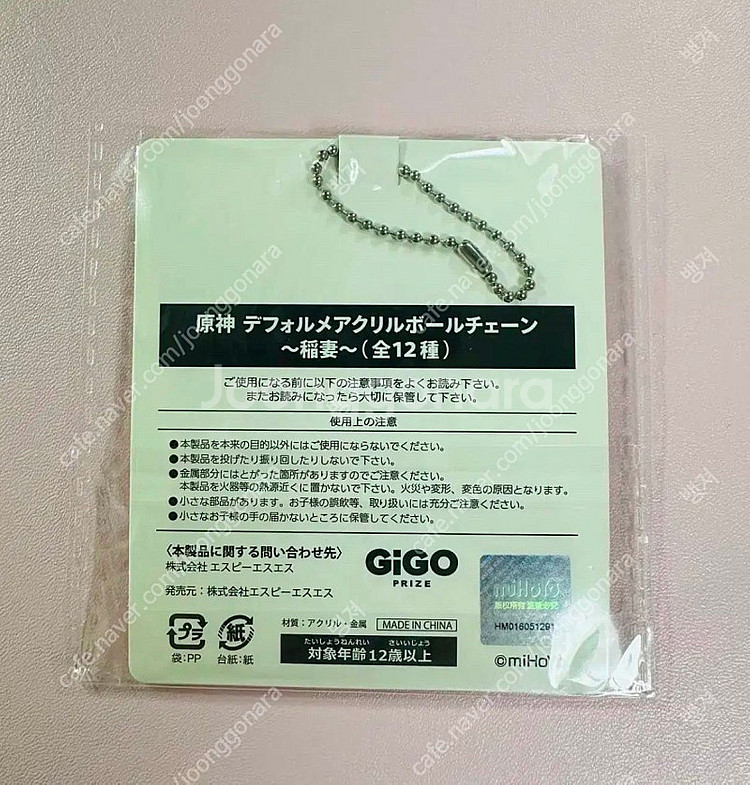 原神 デフォルメアクリルボールチェーン
～稲妻～(全12種)
ご使用になる前に以下の注意事項をよくお読み下さい。
またお読みになったら大切に保管して下さい。
使用上の注意
●本製品を本来の目的以外にはご使用にならないでください。
●本製品を投げたり振り回したりしないで下さい。
●金属部分にはとがった箇所がありますのでご注意ください。
本製品を火器等の熱源近くに置かないで下さい。火災や変形、変色の原因となります。
●小さな部品があります。お子様の誤飲等、取り扱いには充分ご注意ください。
●小さなお子様の手の届かないところに保管してください。
〈本製品に関する問い合わせ先〉
株式会社 エスピーエスエス
発売元：株式会社エスピーエスエス
GiGO
PRIZE
miHoYo
版权所有 盗版必究
HM016051291
プラ
袋:PP
紙
台紙:紙
材質：アクリル・金属
MADE IN CHINA
たいしょうねんれい さいいじょう
対象年齢12歳以上
©miHoYo
Joonggonara
cafe.naver.com/joonggonara
뱅저